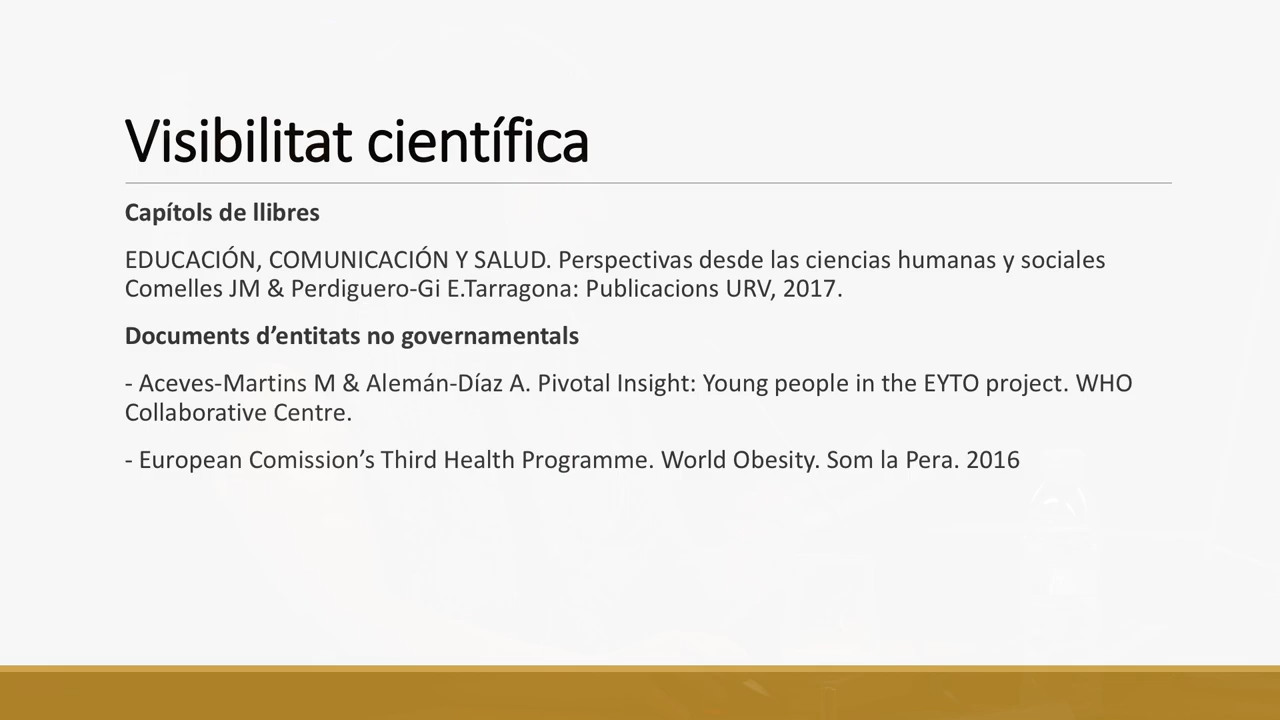 Visibilitat científica
Capítols de llibres
EDUCACIÓN, COMUNICACIÓN Y SALUD. Perspectivas desde las ciencias humanas y sociales
Comelles JM & Perdiguero-Gi E.Tarragona: Publicacions URV, 2017.
Documents d’entitats no governamentals
- Aceves-Martins M & Alemán-Díaz A. Pivotal Insight: Young people in the EYTO project. WHO
Collaborative Centre.
- European Comission’s Third Health Programme. World Obesity. Som la Pera. 2016